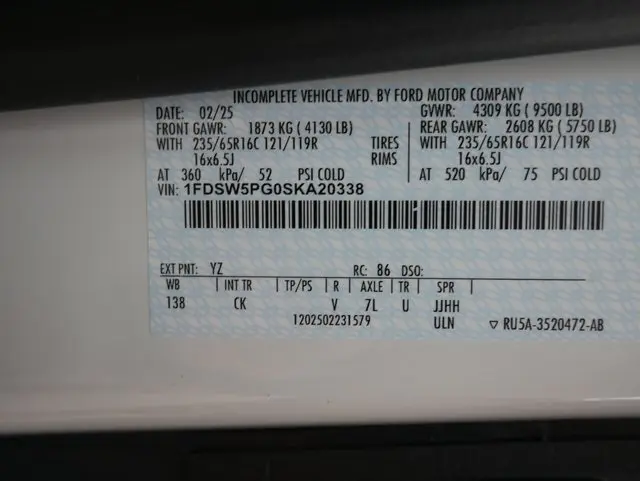 INCOMPLETE VEHICLE MFD. BY FORD MOTOR COMPANY
DATE: 02/25 GVWR: 4309 KG ( 9500 LB)
FRONT GAWR: 1873 KG ( 4130 LB) REAR GAWR: 2608 KG ( 5750 LB)
WITH 235/65R16C 121/119R TIRES WITH 235/65R16C 121/119R
16x6.5J RIMS 16x6.5J
AT 360 kPa/ 52 PSI COLD AT 520 kPa/ 75 PSI COLD
VIN: 1FDSW5PG0SKA20338
EXT PNT: YZ RC: 86 DSO:
WB INT TR TP/PS R AXLE TR SPR
138 CK V 7L U JJHH
1202502231579 ULN ▽ RU5A-3520472-AB